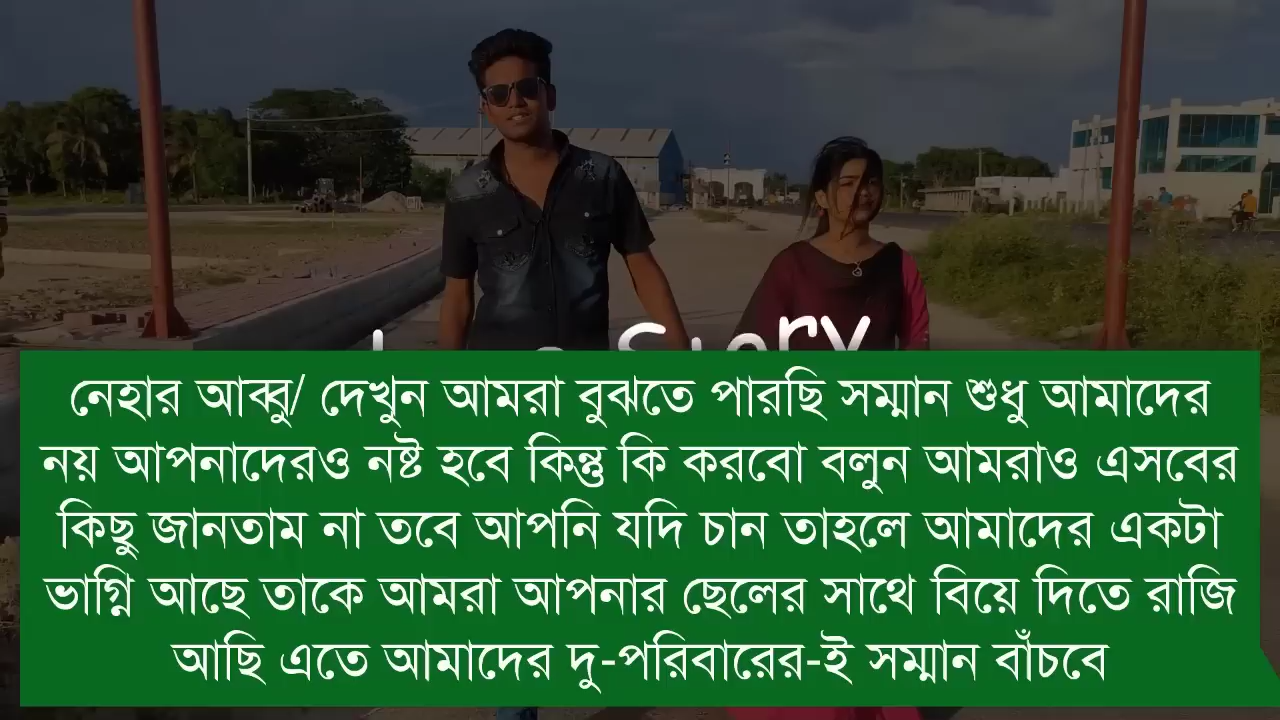 Story
নেহার আব্বু/ দেখুন আমরা বুঝতে পারছি সম্মান শুধু আমাদের
নয় আপনাদেরও নষ্ট হবে কিন্তু কি করবো বলুন আমরাও এসবের
কিছু জানতাম না তবে আপনি যদি চান তাহলে আমাদের একটা
ভাগ্নি আছে তাকে আমরা আপনার ছেলের সাথে বিয়ে দিতে রাজি
আছি এতে আমাদের দু-পরিবারের-ই সম্মান বাঁচবে